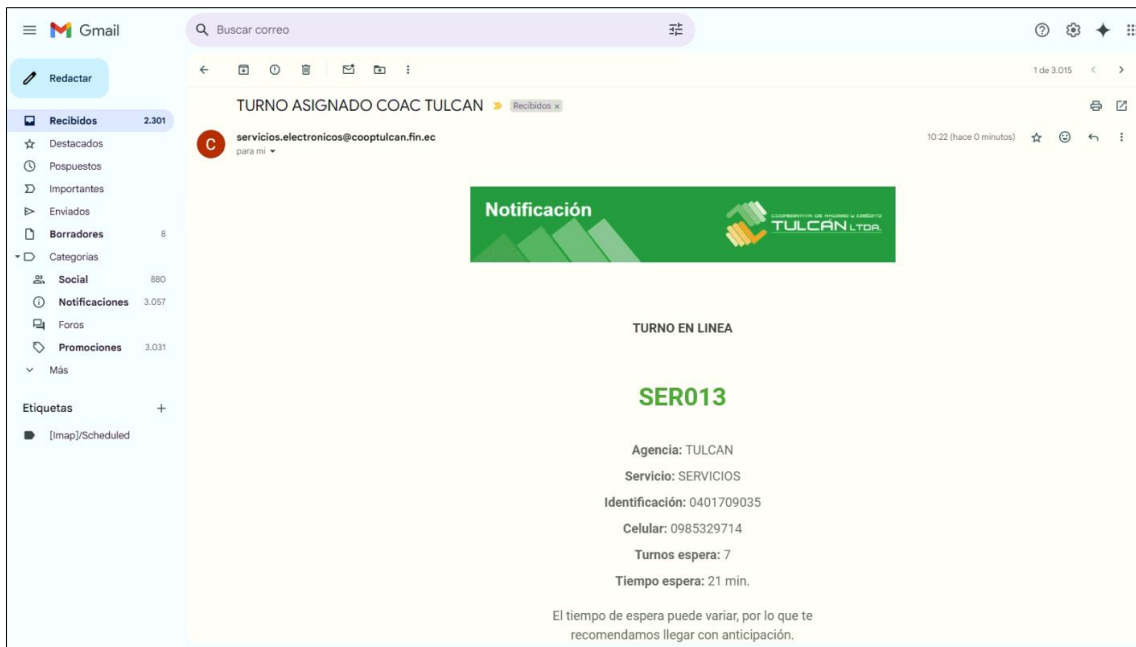 Gmail
Buscar correo
Redactar
1 de 3.015
TURNO ASIGNADO COAC TULCAN
Recibidos x
Recibidos 2.301
Destacados
Pospuestos
Importantes
Enviados
Borradores 8
Categorías
Social 880
Notificaciones 3.057
Foros
Promociones 3.031
Más
Etiquetas +
[Imap]/Scheduled
C
servicios.electronicos@cooptulcan.fin.ec
para mí
10:22 (hace 0 minutos)
Notificación
COOPERATIVA DE AHORRO Y CRÉDITO
TULCÁN LTDA.
TURNO EN LINEA
SER013
Agencia: TULCAN
Servicio: SERVICIOS
Identificación: 0401709035
Celular: 0985329714
Turnos espera: 7
Tiempo espera: 21 min.
El tiempo de espera puede variar, por lo que te
recomendamos llegar con anticipación.